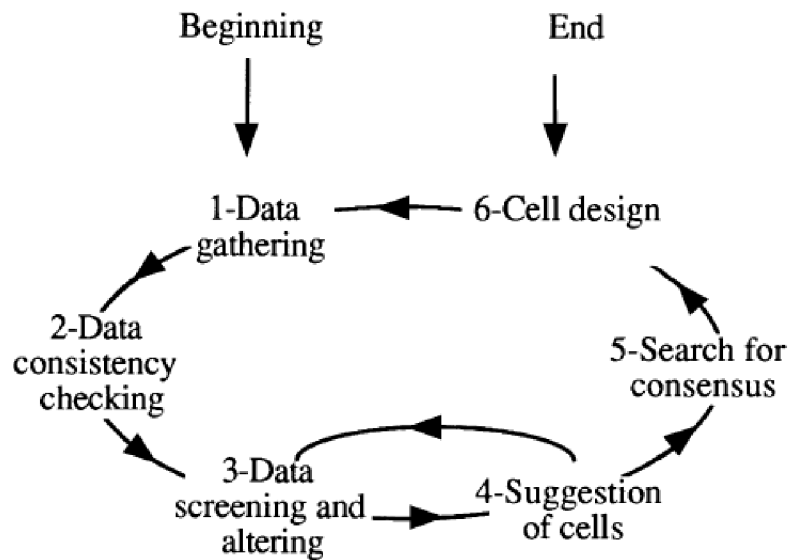 Beginning
End
1-Data
gathering
6-Cell design
2-Data
consistency
checking
5-Search for
consensus
3-Data
screening and
altering
4-Suggestion
of cells